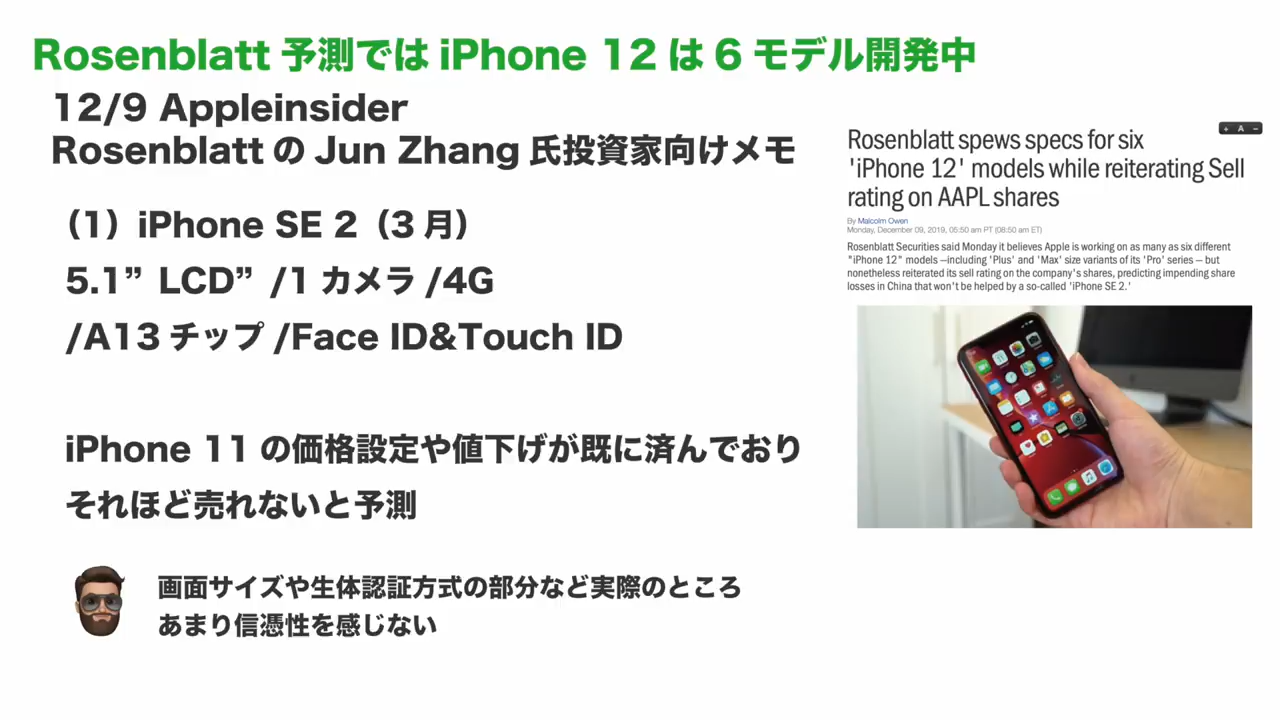 Rosenblatt 予測では iPhone 12 は 6 モデル開発中
12/9 Appleinsider
Rosenblatt の Jun Zhang 氏投資家向けメモ
（1）iPhone SE 2（3 月）
5.1” LCD” /1 カメラ /4G
/A13 チップ /Face ID&Touch ID
iPhone 11 の価格設定や値下げが既に済んでおり
それほど売れないと予測
画面サイズや生体認証方式の部分など実際のところ
あまり信憑性を感じない
+ A −
Rosenblatt spews specs for six
'iPhone 12' models while reiterating Sell
rating on AAPL shares
By Malcolm Owen
Monday, December 09, 2019, 05:50 am PT (08:50 am ET)
Rosenblatt Securities said Monday it believes Apple is working on as many as six different
"iPhone 12" models —including 'Plus' and 'Max' size variants of its 'Pro' series — but
nonetheless reiterated its sell rating on the company's shares, predicting impending share
losses in China that won't be helped by a so-called 'iPhone SE 2.'